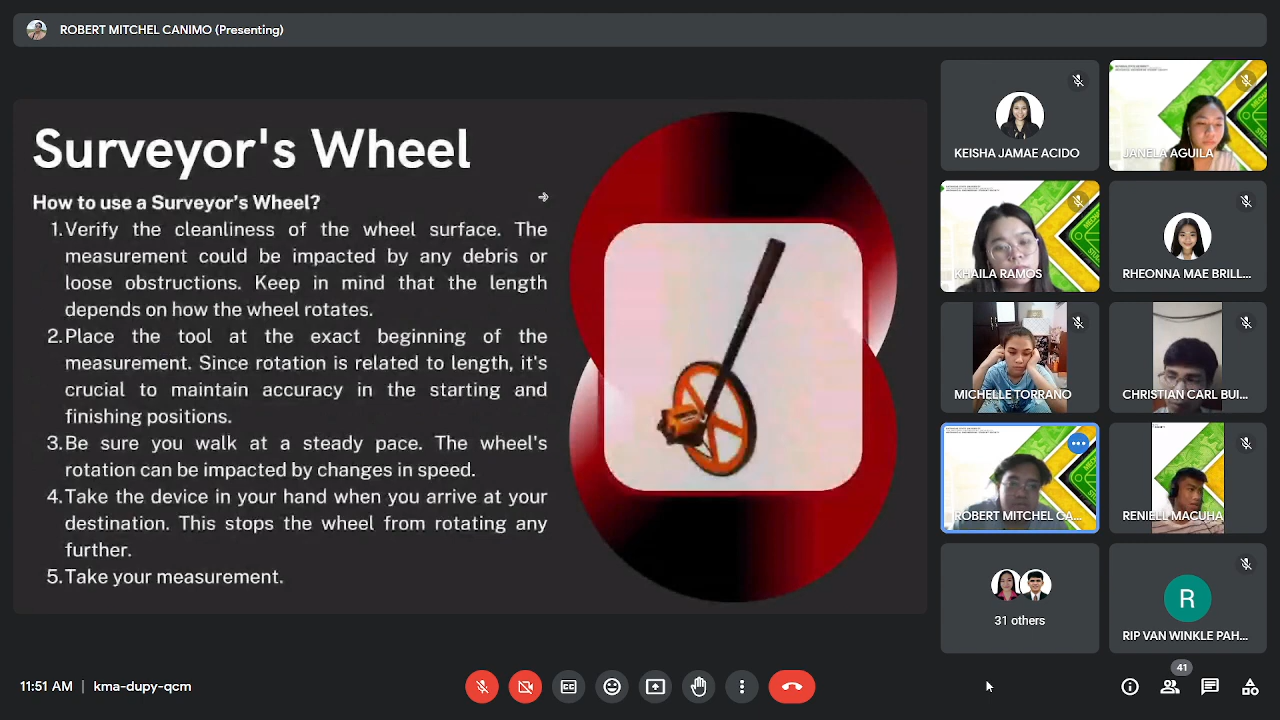 ROBERT MITCHEL CANIMO (Presenting)
Surveyor's Wheel
How to use a Surveyor's Wheel?
1. Verify the cleanliness of the wheel surface. The
measurement could be impacted by any debris or
loose obstructions. Keep in mind that the length
depends on how the wheel rotates.
2. Place the tool at the exact beginning of the
measurement. Since rotation is related to length, it's
crucial to maintain accuracy in the starting and
finishing positions.
3. Be sure you walk at a steady pace. The wheel's
rotation can be impacted by changes in speed.
4. Take the device in your hand when you arrive at your
destination. This stops the wheel from rotating any
further.
5. Take your measurement.
KEISHA JAMAE ACIDO
JANELA AGUILA
KHAILA RAMOS
RHEONNA MAE BRILL...
MICHELLE TORRANO
CHRISTIAN CARL BUI...
ROBERT MITCHEL CA...
RENIELL MACUHA
31 others
R
RIP VAN WINKLE PAH...
11:51 AM | kma-dupy-qcm
41